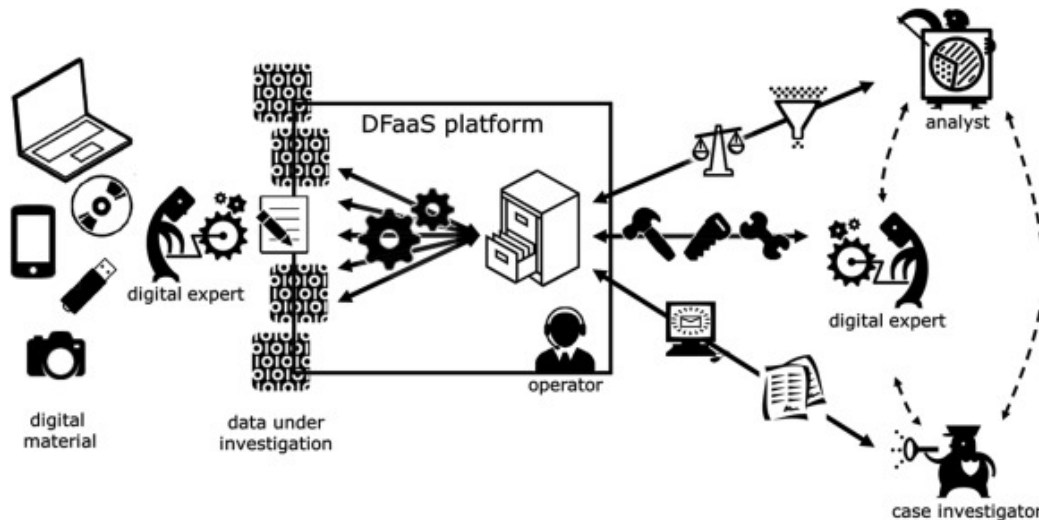 DFaaS platform
analyst
digital expert
digital expert
operator
digital
material
data under
investigation
case investigator